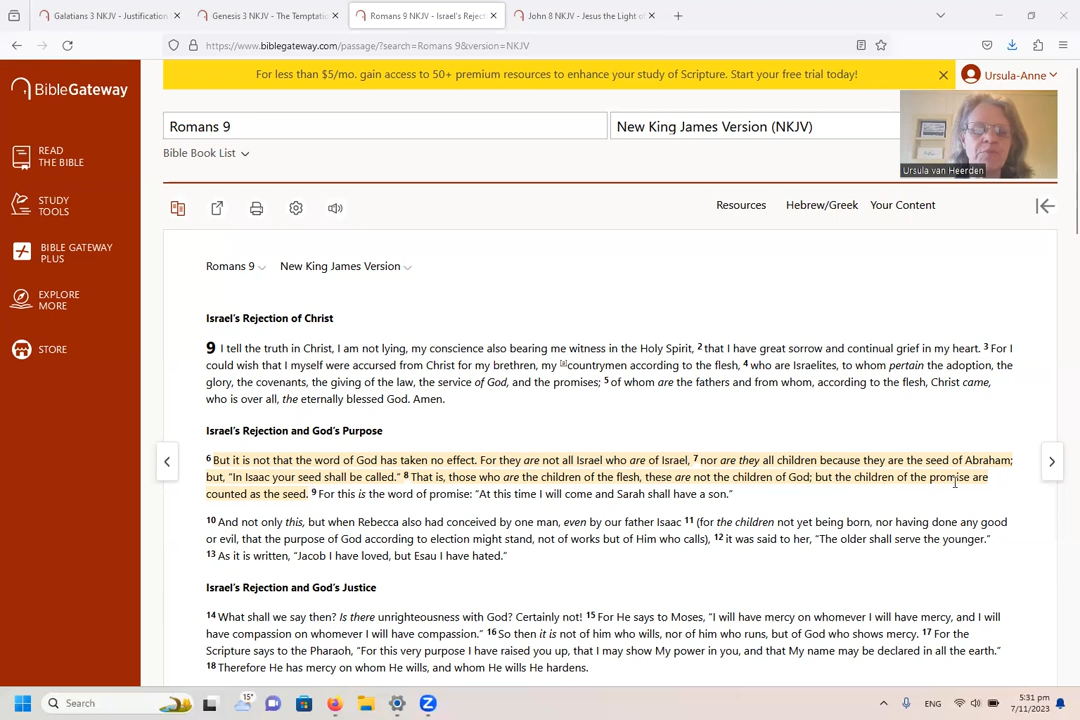 Galatians 3 NKJV - Justification
Genesis 3 NKJV - The Temptat
Romans 9 NKJV - Israel's Reject
John 8 NKJV - Jesus the Light of
https://www.biblegateway.com/passage/?search=Romans 9&version=NKJV
BibleGateway
For less than $5/mo. gain access to 50+ premium resources to enhance your study of Scripture. Start your free trial today!
Ursula-Anne
Romans 9
New King James Version (NKJV)
Bible Book List
Ursula van Heerden
READ
THE BIBLE
STUDY
TOOLS
BIBLE GATEWAY
PLUS
EXPLORE
MORE
STORE
Resources
Hebrew/Greek
Your Content
Romans 9
New King James Version
Israel's Rejection of Christ
9 I tell the truth in Christ, I am not lying, my conscience also bearing me witness in the Holy Spirit, 2 that I have great sorrow and continual grief in my heart. 3 For I
could wish that I myself were accursed from Christ for my brethren, my [a]countrymen according to the flesh, 4 who are Israelites, to whom pertain the adoption, the
glory, the covenants, the giving of the law, the service of God, and the promises; 5 of whom are the fathers and from whom, according to the flesh, Christ came,
who is over all, the eternally blessed God. Amen.
Israel's Rejection and God's Purpose
6 But it is not that the word of God has taken no effect. For they are not all Israel who are of Israel, 7 nor are they all children because they are the seed of Abraham;
but, "In Isaac your seed shall be called." 8 That is, those who are the children of the flesh, these are not the children of God; but the children of the promise are
counted as the seed. 9 For this is the word of promise: "At this time I will come and Sarah shall have a son."
10 And not only this, but when Rebecca also had conceived by one man, even by our father Isaac 11 (for the children not yet being born, nor having done any good
or evil, that the purpose of God according to election might stand, not of works but of Him who calls), 12 it was said to her, "The older shall serve the younger."
13 As it is written, "Jacob I have loved, but Esau I have hated."
Israel's Rejection and God's Justice
14 What shall we say then? Is there unrighteousness with God? Certainly not! 15 For He says to Moses, "I will have mercy on whomever I will have mercy, and I will
have compassion on whomever I will have compassion." 16 So then it is not of him who wills, nor of him who runs, but of God who shows mercy. 17 For the
Scripture says to the Pharaoh, "For this very purpose I have raised you up, that I may show My power in you, and that My name may be declared in all the earth."
18 Therefore He has mercy on whom He wills, and whom He wills He hardens.
Search
15°
ENG
5:31 pm
7/11/2023